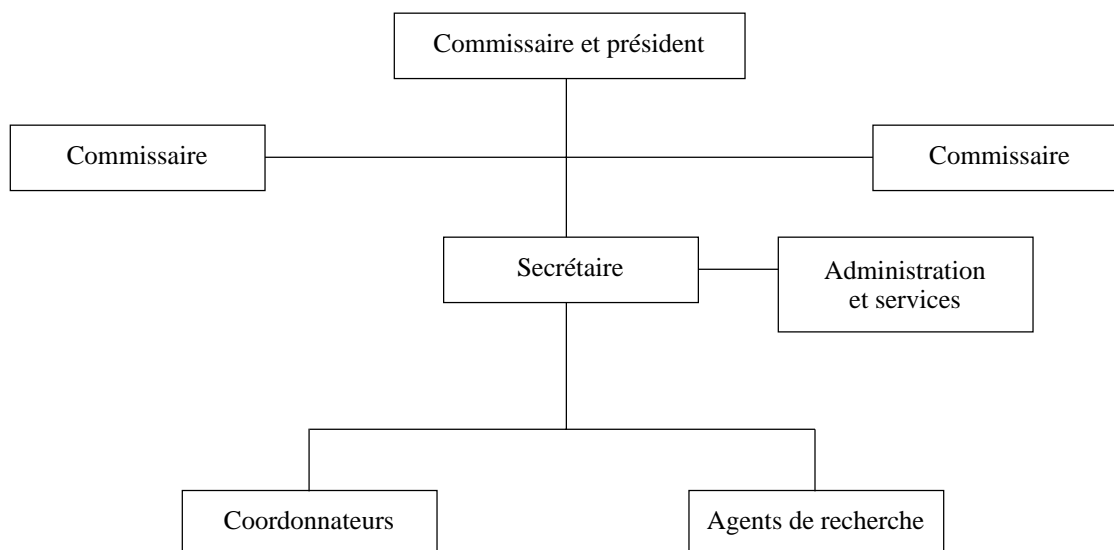 Commissaire et président
Commissaire
Commissaire
Secrétaire
Administration
et services
Coordonnateurs
Agents de recherche